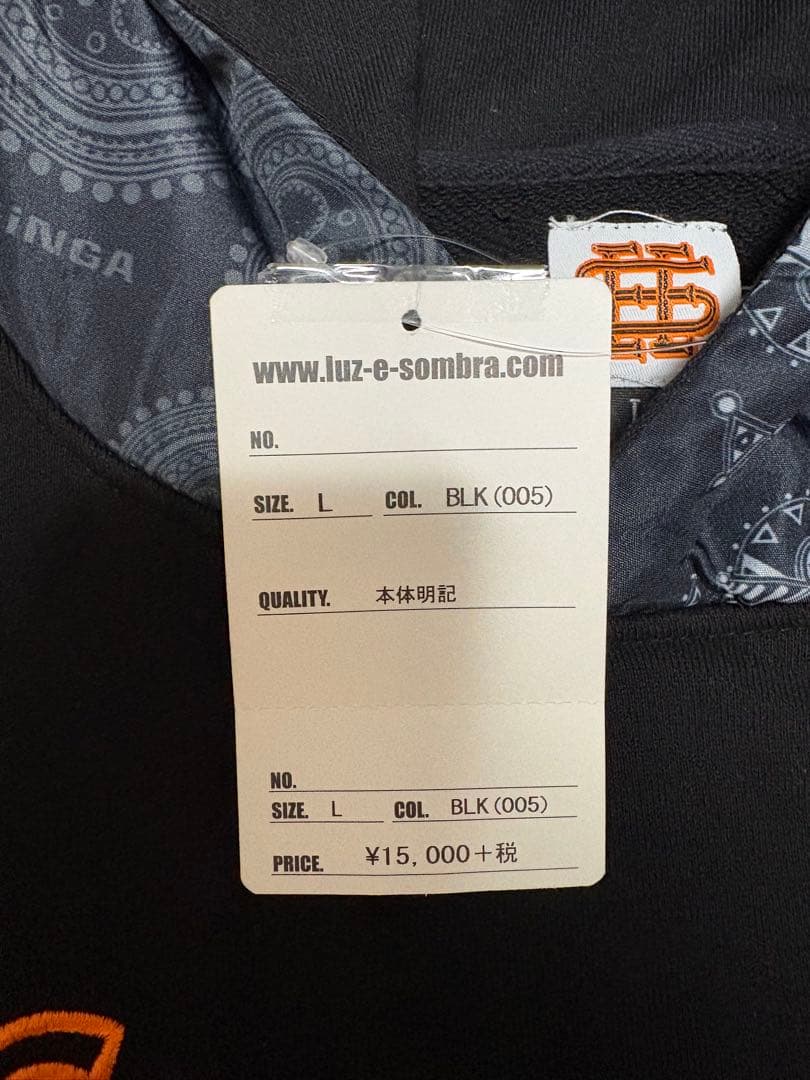 iNGA
www.luz-e-sombra.com
NO.
SIZE. L COL. BLK(005)
QUALITY. 本体明記
NO.
SIZE. L COL. BLK(005)
PRICE. ¥15,000+税